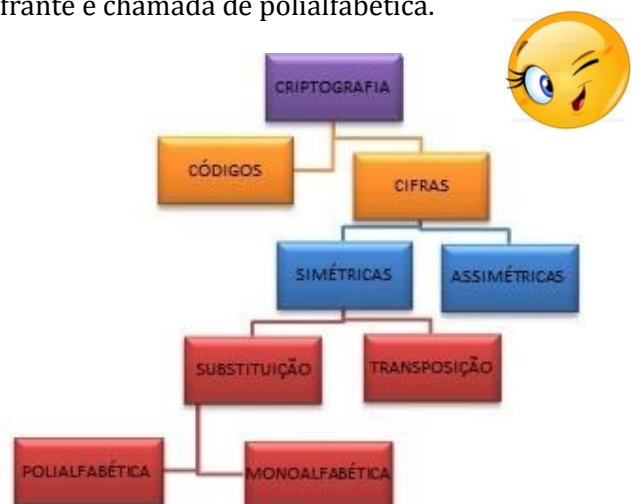 frante é chamada de polialfabética.
CRIPTOGRAFIA
CÓDIGOS
CIFRAS
SIMÉTRICAS
ASSIMÉTRICAS
SUBSTITUIÇÃO
TRANSPOSIÇÃO
POLIALFABÉTICA
MONOALFABÉTICA